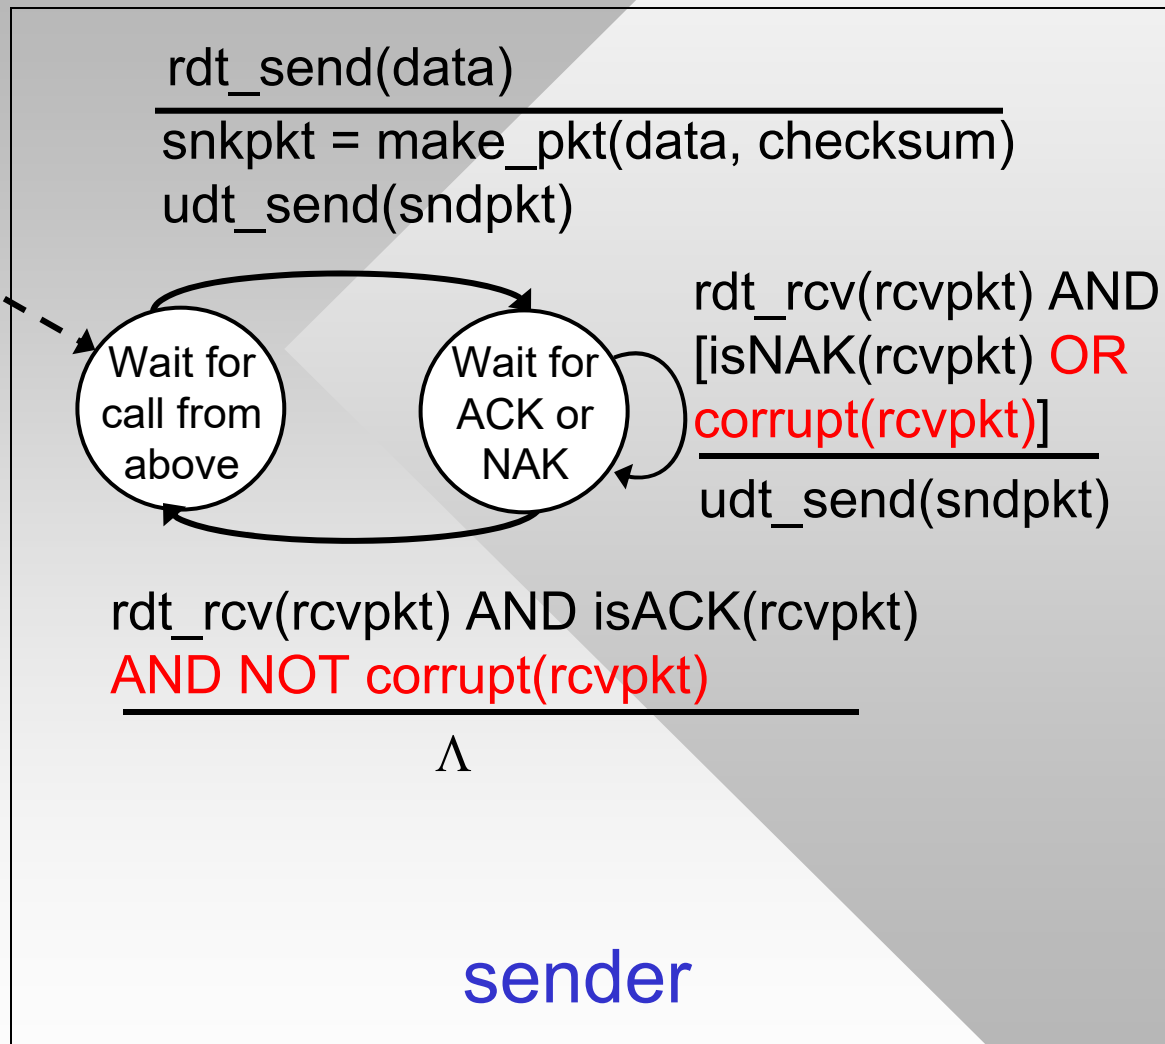 rdt_send(data)
snkpkt = make_pkt(data, checksum)
udt_send(sndpkt)
Wait for
call from
above
Wait for
ACK or
NAK
rdt_rcv(rcvpkt) AND
[isNAK(rcvpkt) OR
corrupt(rcvpkt)]
udt_send(sndpkt)
rdt_rcv(rcvpkt) AND isACK(rcvpkt)
AND NOT corrupt(rcvpkt)
Λ
sender